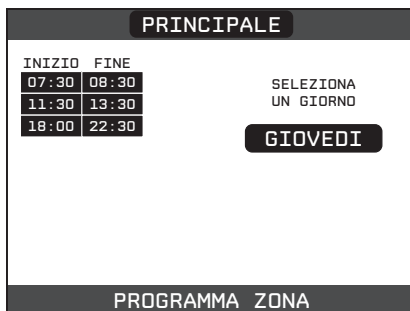 PRINCIPALE
INIZIO FINE
07:30 08:30
11:30 13:30
18:00 22:30
SELEZIONA
UN GIORNO
GIOVEDI
PROGRAMMA ZONA